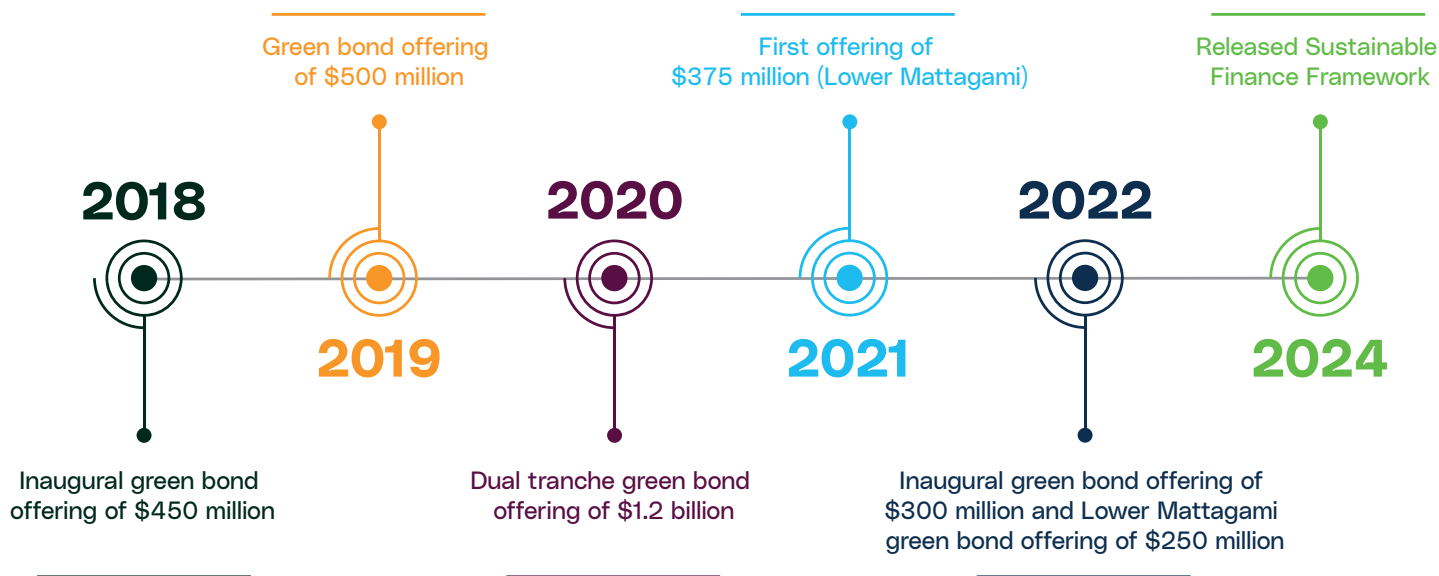 Green bond offering
of $500 million
First offering of
$375 million (Lower Mattagami)
Released Sustainable
Finance Framework
2018
2020
2022
2019
2021
2024
Inaugural green bond
offering of $450 million
Dual tranche green bond
offering of $1.2 billion
Inaugural green bond offering of
$300 million and Lower Mattagami
green bond offering of $250 million